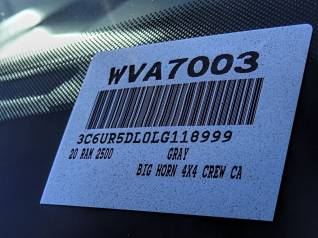 WVA7003
3C6UR5DL0LG118999
20 RAM 2500 GRAY
BIG HORN 4X4 CREW CA